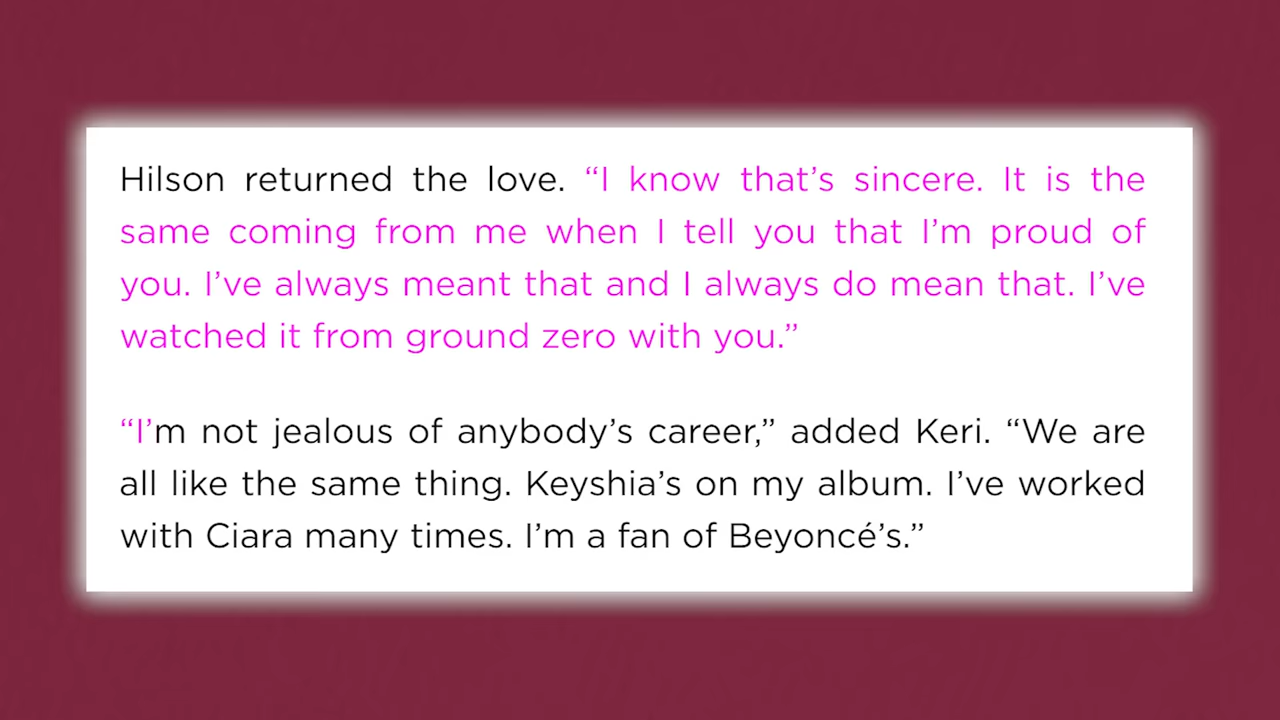 Hilson returned the love. “I know that’s sincere. It is the
same coming from me when I tell you that I’m proud of
you. I’ve always meant that and I always do mean that. I’ve
watched it from ground zero with you.”
“I’m not jealous of anybody’s career,” added Keri. “We are
all like the same thing. Keyshia’s on my album. I’ve worked
with Ciara many times. I’m a fan of Beyoncé’s.”